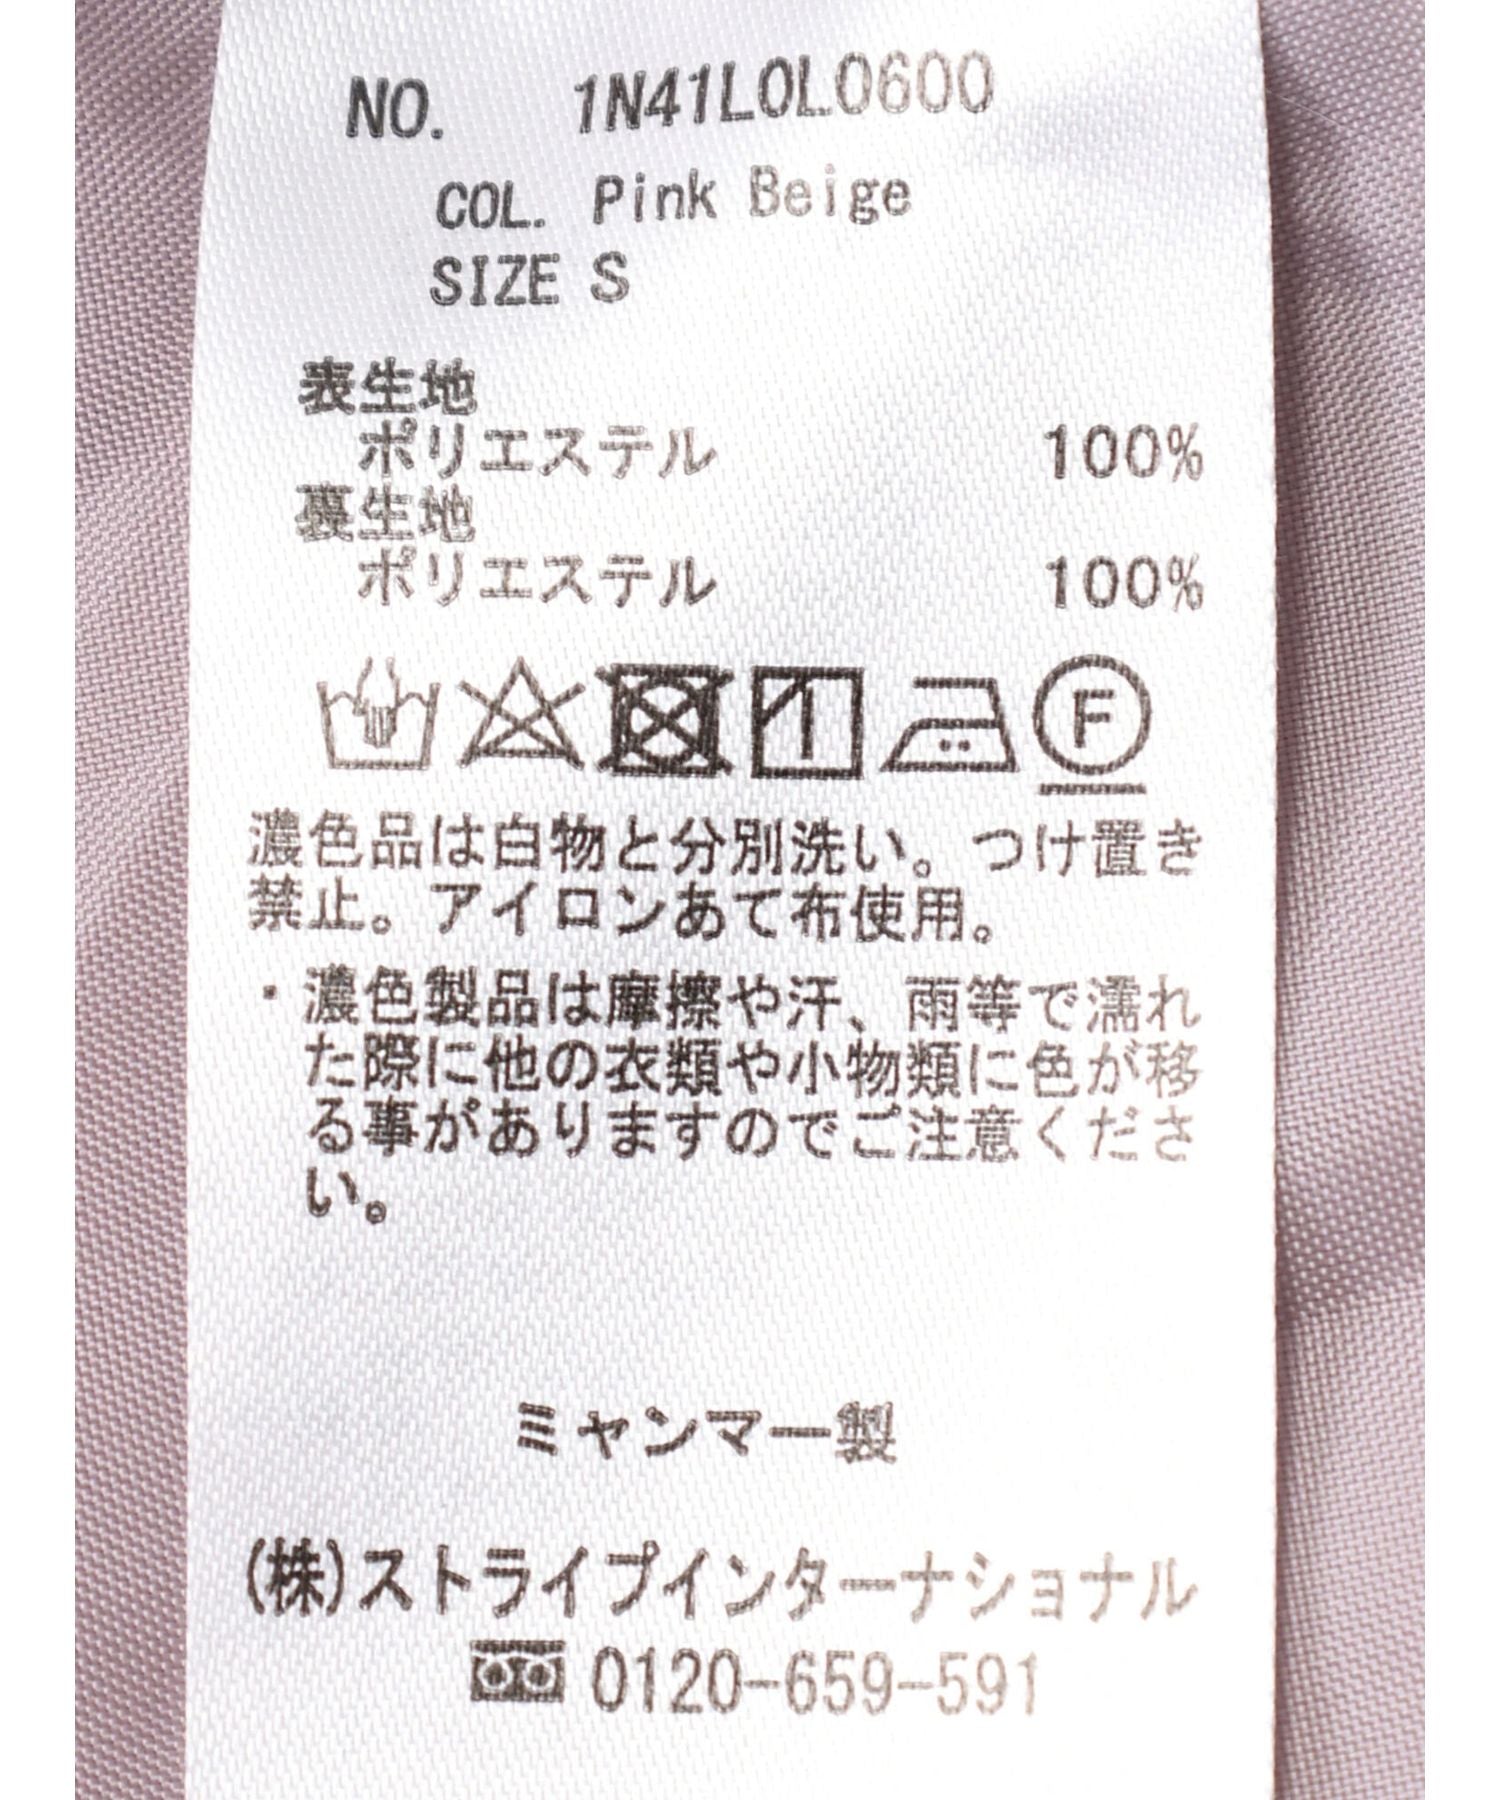 NO. 1N41L0L0600
COL. Pink Beige
SIZE S
表生地
ポリエステル 100%
裏生地
ポリエステル 100%
F
濃色品は白物と分別洗い。つけ置き
禁止。アイロンあて布使用。
・濃色製品は摩擦や汗、雨等で濡れ
た際に他の衣類や小物類に色が移
る事がありますのでご注意くださ
い。
ミャンマー製
(株)ストライプインターナショナル
0120-659-591